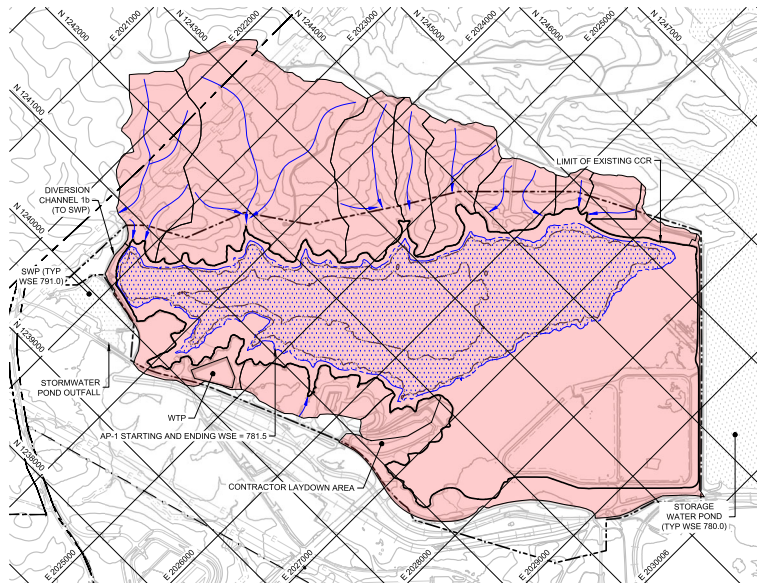 N 1242000
E 2021000
N 1243000
E 2022000
N 1244000
E 2023000
N 1245000
E 2024000
N 1246000
E 2025000
N 1247000
N 1241000
N 1240000
N 1239000
N 1238000
LIMIT OF EXISTING CCR
DIVERSION
CHANNEL 1b
(TO SWP)
SWP (TYP
WSE 791.0)
STORMWATER
POND OUTFALL
WTP
AP-1 STARTING AND ENDING WSE = 781.5
CONTRACTOR LAYDOWN AREA
STORAGE
WATER POND
(TYP WSE 780.0)
E 2025000
E 2026000
E 2027000
E 2028000
E 2029000
E 2030000